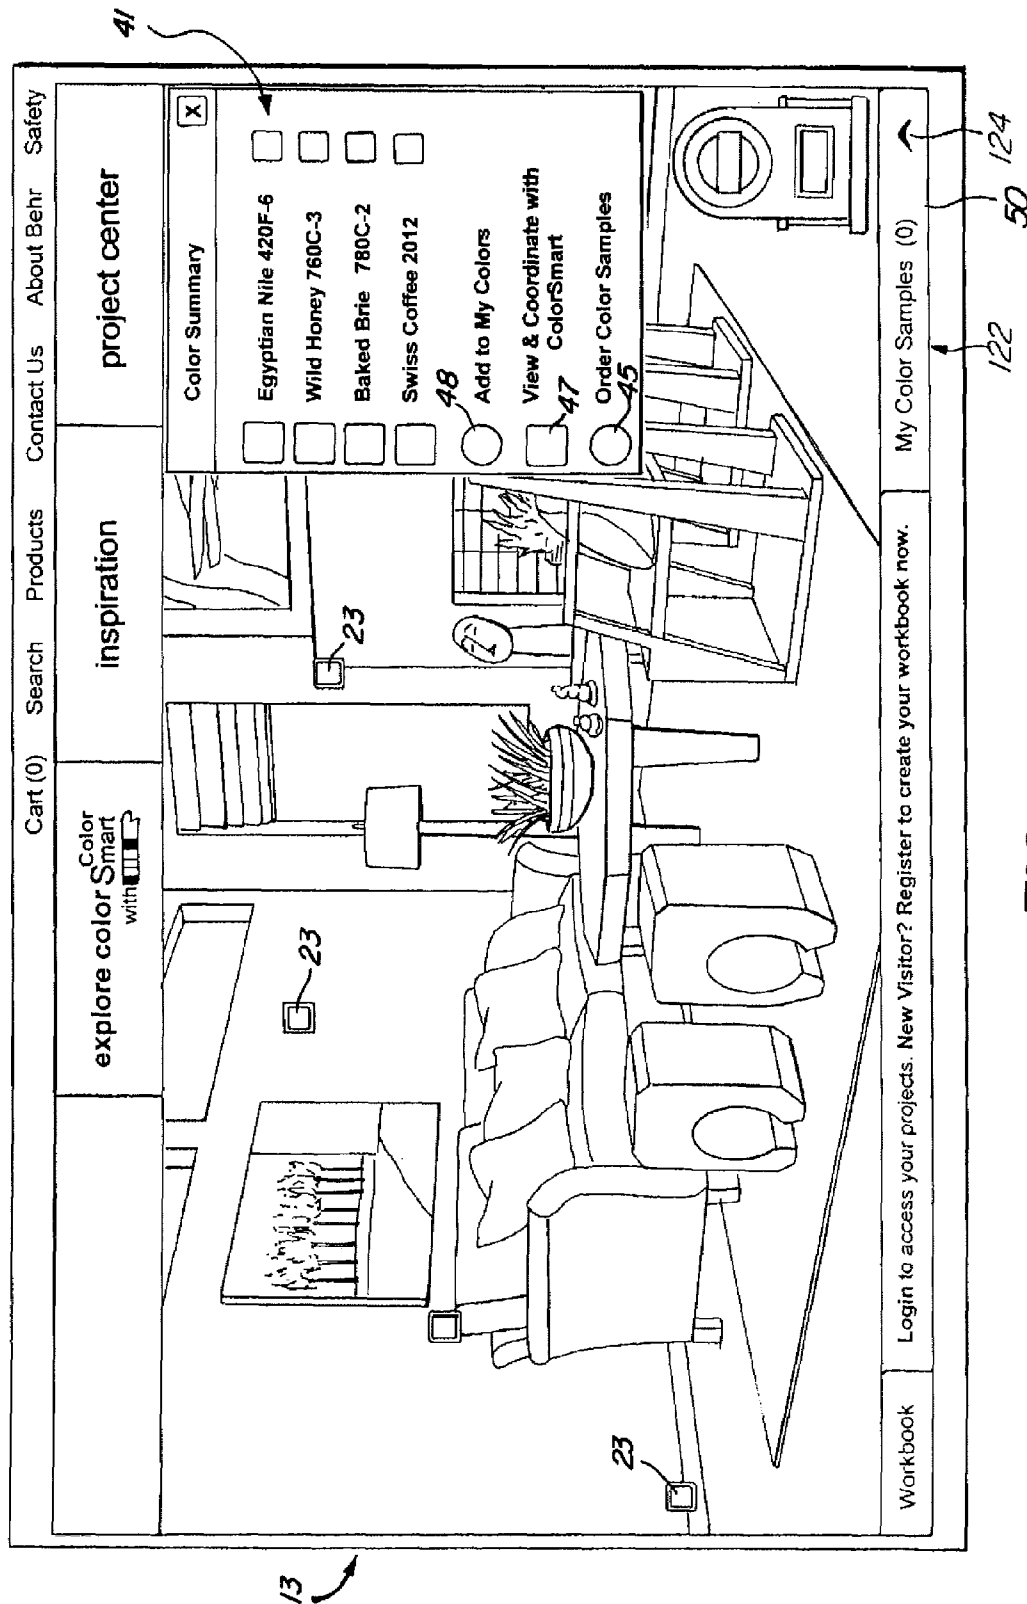 41
Cart (0) Search Products Contact Us About Behr Safety
explore color
with Color
Smart
inspiration
project center
Color Summary X
Egyptian Nile 420F-6
Wild Honey 760C-3
Baked Brie 780C-2
Swiss Coffee 2012
48
Add to My Colors
View & Coordinate with
ColorSmart
47
Order Color Samples
45
23
23
23
13
Workbook
Login to access your projects. New Visitor? Register to create your workbook now.
My Color Samples (0)
122
50
124